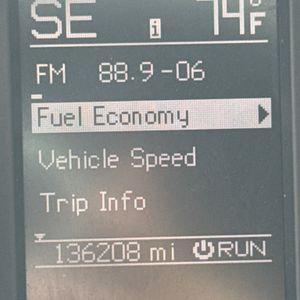 SE i 74°F
FM 88.9-06
Fuel Economy
Vehicle Speed
Trip Info
136208 mi RUN